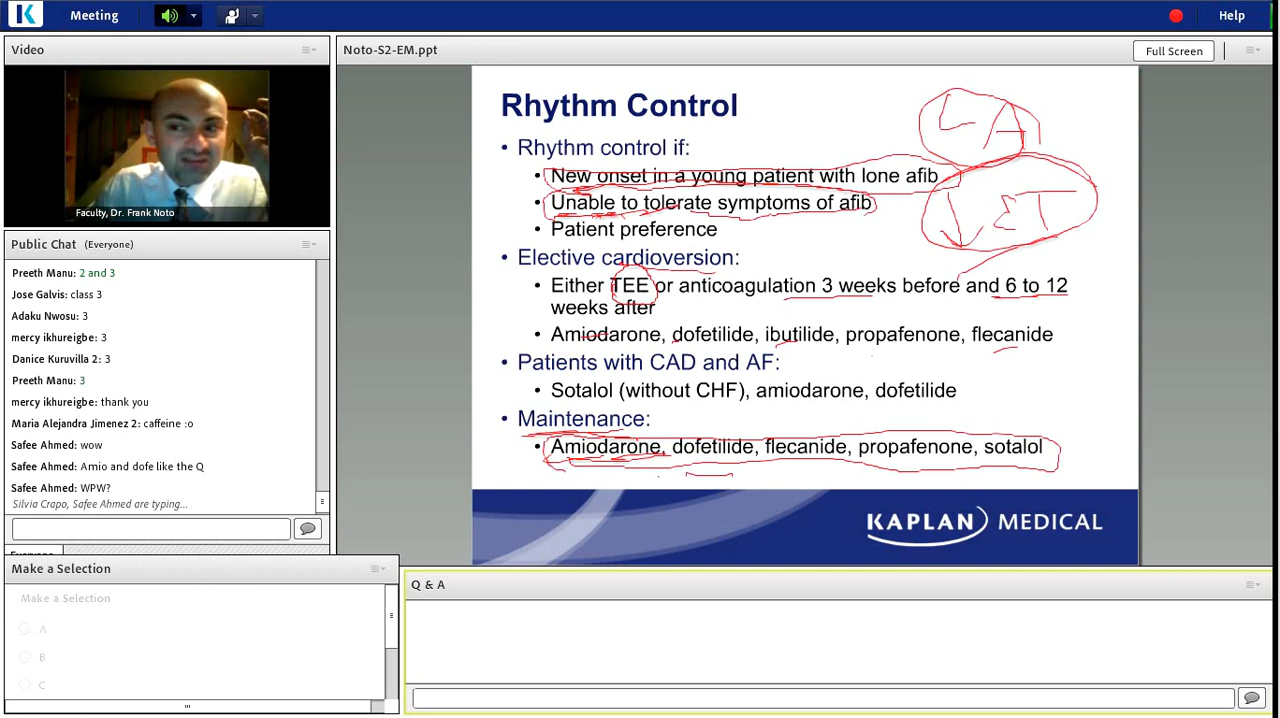 Meeting
Help
Video
Faculty, Dr. Frank Noto
Public Chat (Everyone)
Preeth Manu: 2 and 3
Jose Galvis: class 3
Adaku Nwosu: 3
mercy ikhureigbe: 3
Danice Kuruvilla 2: 3
Preeth Manu: 3
mercy ikhureigbe: thank you
Maria Alejandra Jimenez 2: caffeine :o
Safee Ahmed: wow
Safee Ahmed: Amio and dofe like the Q
Safee Ahmed: WPW?
Silvia Crapo, Safee Ahmed are typing...
Everyone
Make a Selection
Make a Selection
A
B
C
Noto-S2-EM.ppt
Full Screen
Rhythm Control
LA
• Rhythm control if:
• New onset in a young patient with lone afib
• Unable to tolerate symptoms of afib
• Patient preference
• Elective cardioversion:
• Either TEE or anticoagulation 3 weeks before and 6 to 12
weeks after
• Amiodarone, dofetilide, ibutilide, propafenone, flecanide
• Patients with CAD and AF:
• Sotalol (without CHF), amiodarone, dofetilide
• Maintenance:
• Amiodarone, dofetilide, flecanide, propafenone, sotalol
KAPLAN MEDICAL
Q & A